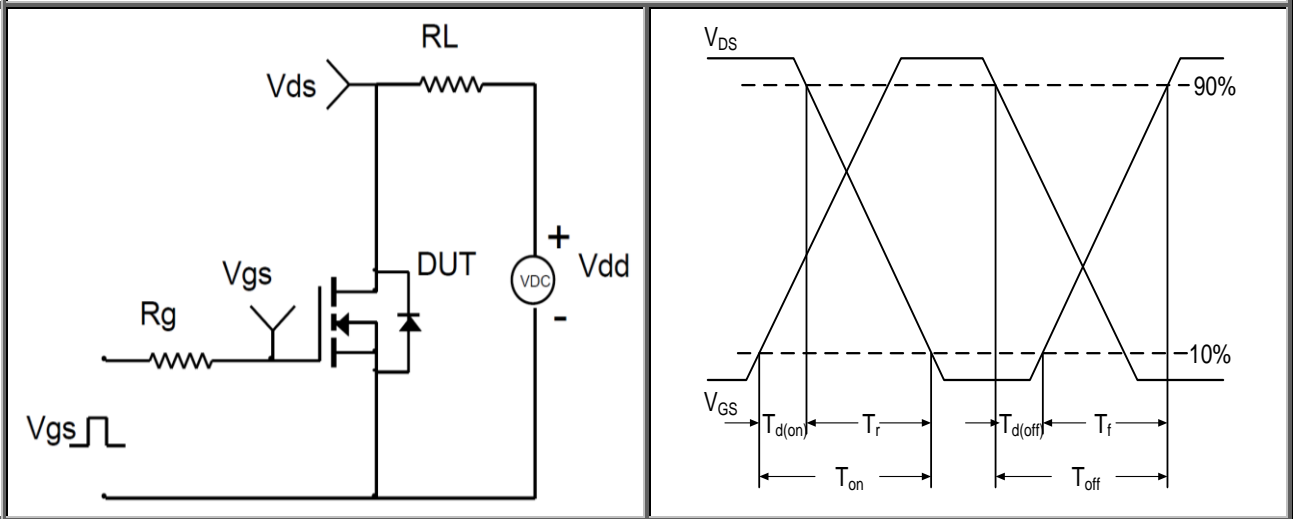 RL
Vds
DUT
Vgs
+
VDC
Vdd
-
Rg
Vgs
VDS
90%
10%
VGS
Td(on)
Tr
Td(off)
Tf
Ton
Toff